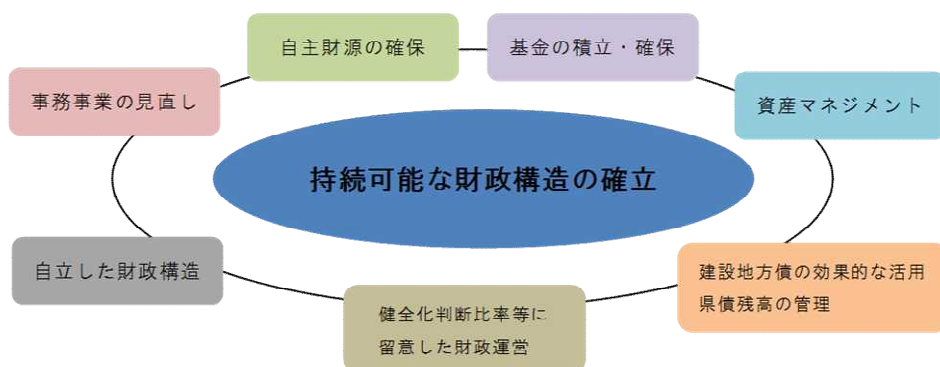 自主財源の確保
基金の積立・確保
事務事業の見直し
資産マネジメント
持続可能な財政構造の確立
自立した財政構造
建設地方債の効果的な活用
県債残高の管理
健全化判断比率等に
留意した財政運営